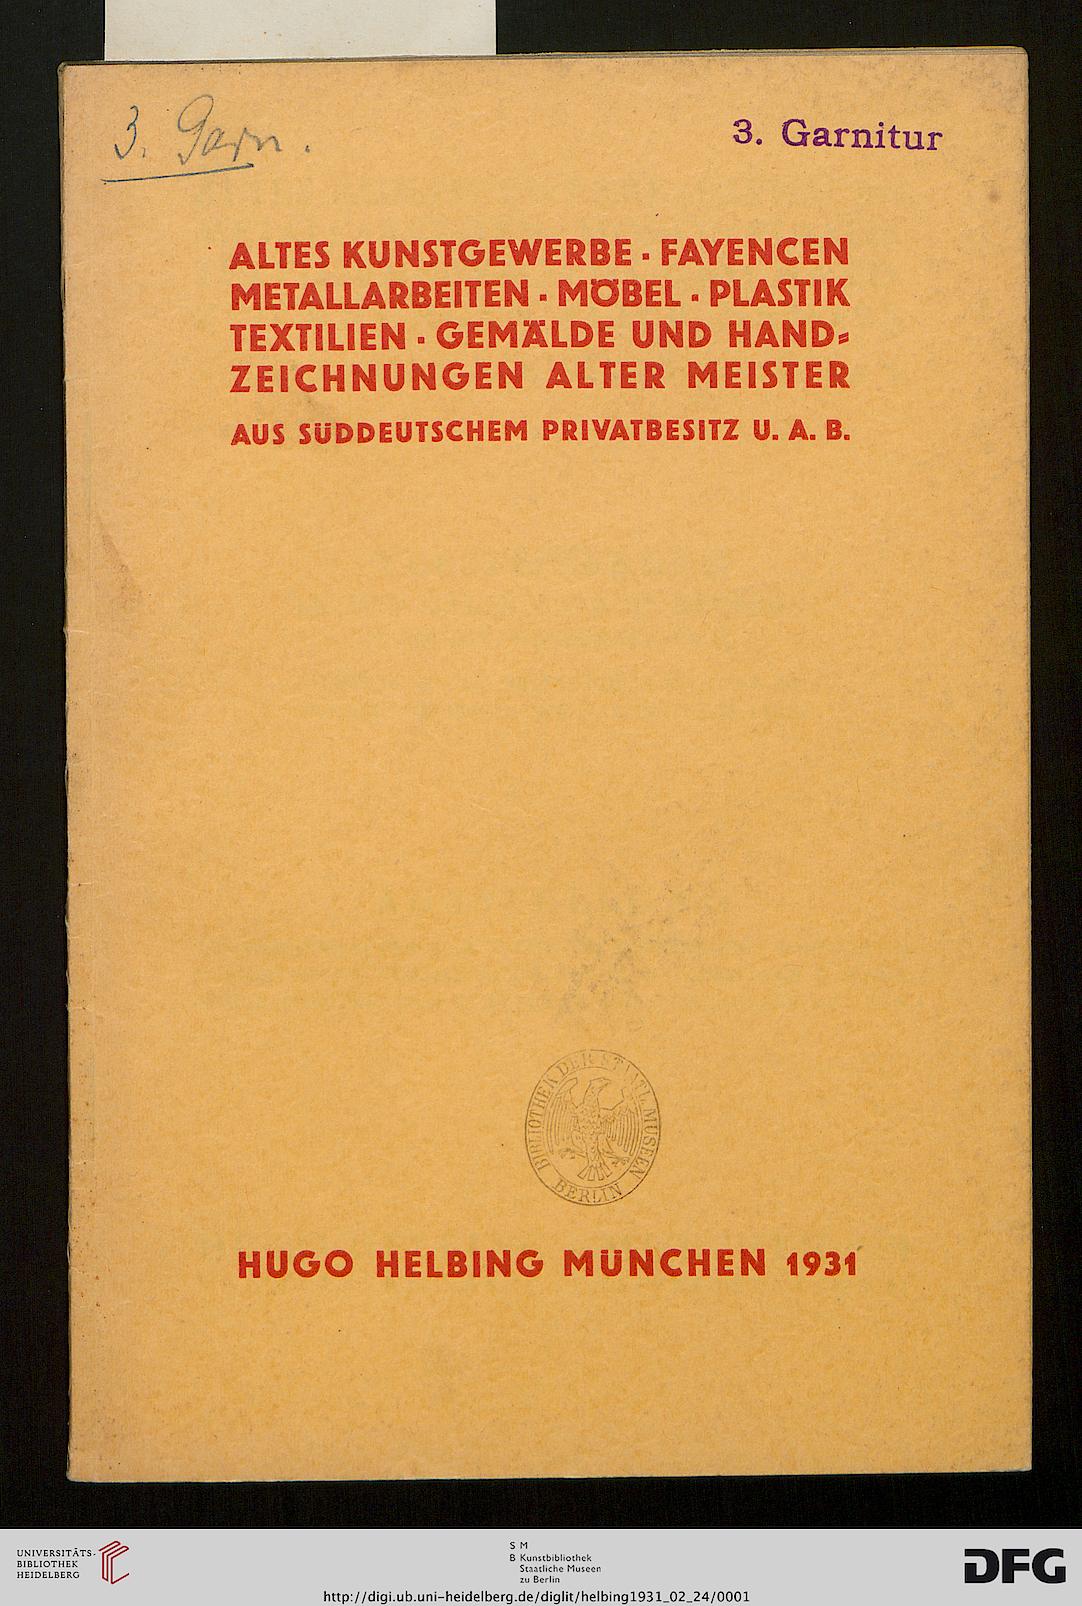 3. Garn.
3. Garnitur
ALTES KUNSTGEWERBE · FAYENCEN
METALLARBEITEN · MÖBEL · PLASTIK
TEXTILIEN · GEMÄLDE UND HAND-
ZEICHNUNGEN ALTER MEISTER
AUS SÜDDEUTSCHEM PRIVATBESITZ U. A. B.
BIBLIOTHEK DER STAATL. MUSEEN
BERLIN
HUGO HELBING MÜNCHEN 1931
UNIVERSITÄTS-
BIBLIOTHEK
HEIDELBERG
S M
B Kunstbibliothek
Staatliche Museen
zu Berlin
DFG
http://digi.ub.uni-heidelberg.de/diglit/helbing1931_02_24/0001